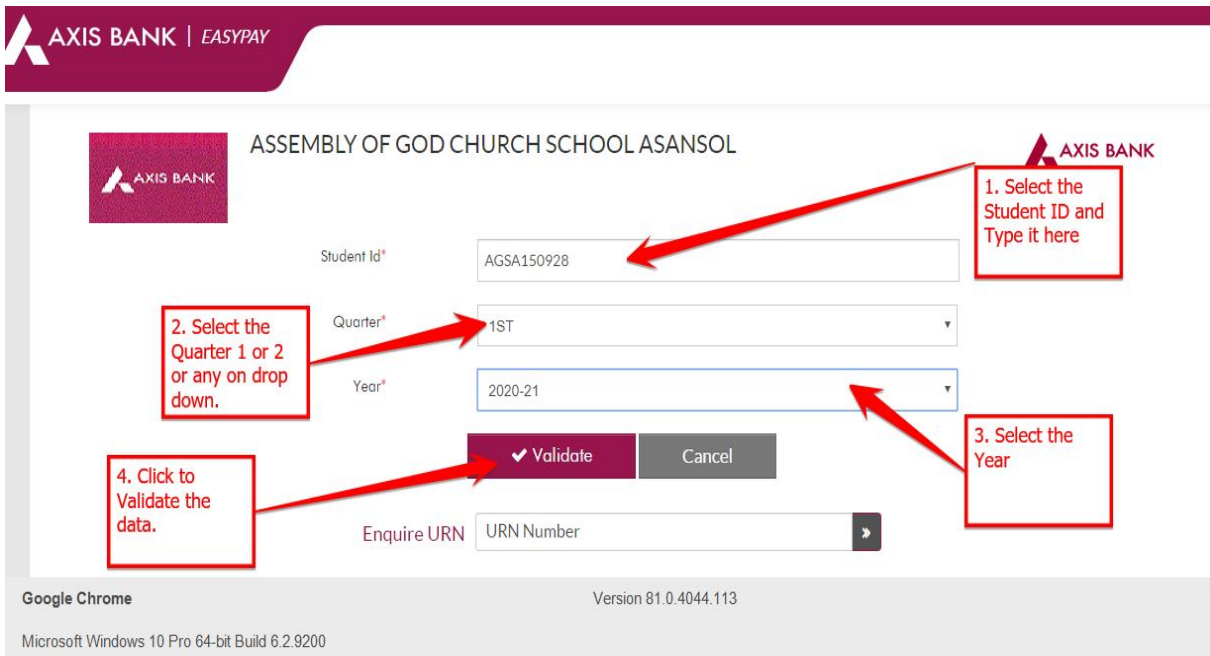 AXIS BANK | EASYPAY
ASSEMBLY OF GOD CHURCH SCHOOL ASANSOL
AXIS BANK
AXIS BANK
1. Select the
Student ID and
Type it here
Student Id*
AGSA150928
2. Select the
Quarter 1 or 2
or any on drop
down.
Quarter*
1ST
Year*
2020-21
3. Select the
Year
Validate
Cancel
4. Click to
Validate the
data.
Enquire URN
URN Number
Google Chrome
Version 81.0.4044.113
Microsoft Windows 10 Pro 64-bit Build 6.2.9200